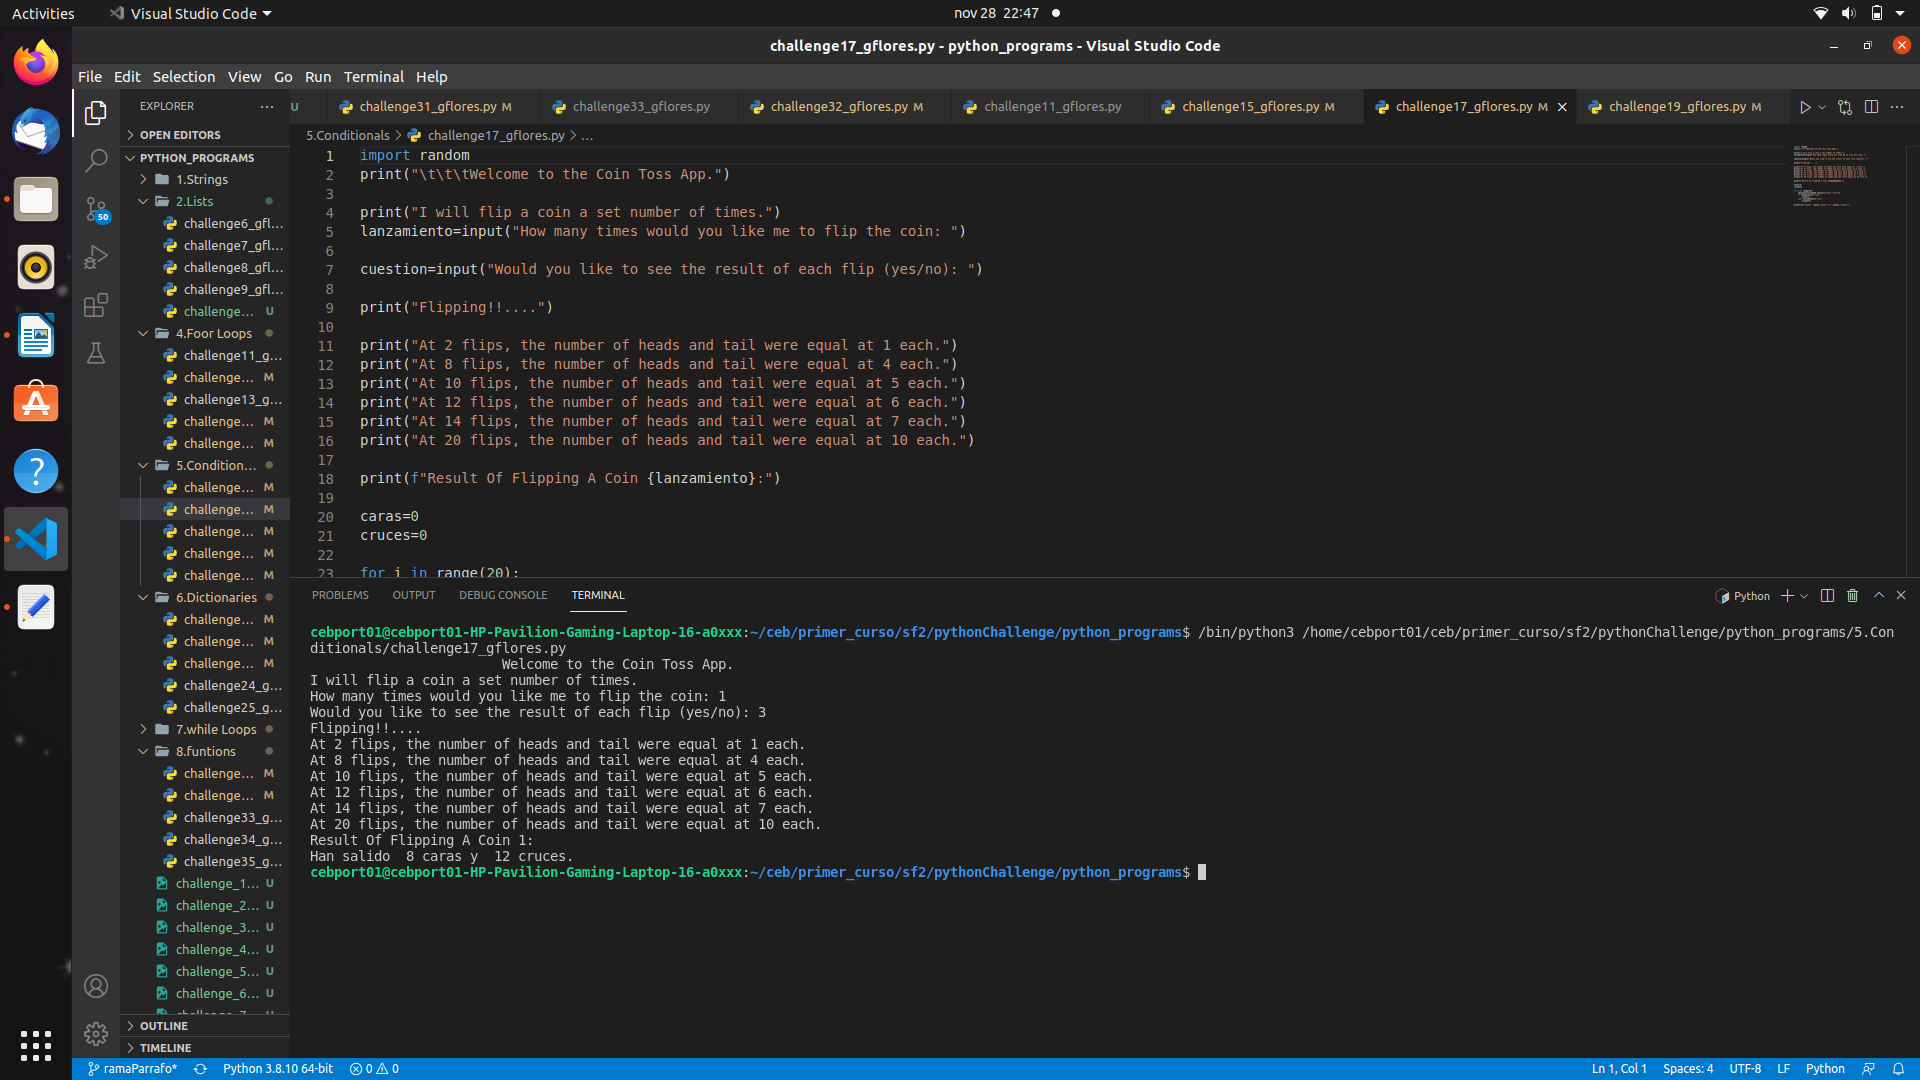 Activities
Visual Studio Code
nov 28 22:47
challenge17_gflores.py - python_programs - Visual Studio Code
File Edit Selection View Go Run Terminal Help
EXPLORER
U
challenge31_gflores.py M
challenge33_gflores.py
challenge32_gflores.py M
challenge11_gflores.py
challenge15_gflores.py M
challenge17_gflores.py M
challenge19_gflores.py M
5.Conditionals > challenge17_gflores.py > ...
OPEN EDITORS
PYTHON_PROGRAMS
1.Strings
2.Lists
challenge6_gfl...
challenge7_gfl...
challenge8_gfl...
challenge9_gfl...
challenge... U
4.Foor Loops
challenge11_g...
challenge... M
challenge13_g...
challenge... M
challenge... M
5.Condition...
challenge... M
challenge... M
challenge... M
challenge... M
challenge... M
6.Dictionaries
challenge... M
challenge... M
challenge... M
challenge24_g...
challenge25_g...
7.while Loops
8.funtions
challenge... M
challenge... M
challenge33_g...
challenge34_g...
challenge35_g...
challenge_1... U
challenge_2... U
challenge_3... U
challenge_4... U
challenge_5... U
challenge_6... U
OUTLINE
TIMELINE
50
1 import random
2 print("\t\t\tWelcome to the Coin Toss App.")
3
4 print("I will flip a coin a set number of times.")
5 lanzamiento=input("How many times would you like me to flip the coin: ")
6
7 cuestion=input("Would you like to see the result of each flip (yes/no): ")
8
9 print("Flipping!!....")
10
11 print("At 2 flips, the number of heads and tail were equal at 1 each.")
12 print("At 8 flips, the number of heads and tail were equal at 4 each.")
13 print("At 10 flips, the number of heads and tail were equal at 5 each.")
14 print("At 12 flips, the number of heads and tail were equal at 6 each.")
15 print("At 14 flips, the number of heads and tail were equal at 7 each.")
16 print("At 20 flips, the number of heads and tail were equal at 10 each.")
17
18 print(f"Result Of Flipping A Coin {lanzamiento}:")
19
20 caras=0
21 cruces=0
22
23 for i in range(20):
PROBLEMS OUTPUT DEBUG CONSOLE TERMINAL
Python
cebport01@cebport01-HP-Pavilion-Gaming-Laptop-16-a0xxx:~/ceb/primer_curso/sf2/pythonChallenge/python_programs$ /bin/python3 /home/cebport01/ceb/primer_curso/sf2/pythonChallenge/python_programs/5.Con
ditionals/challenge17_gflores.py
Welcome to the Coin Toss App.
I will flip a coin a set number of times.
How many times would you like me to flip the coin: 1
Would you like to see the result of each flip (yes/no): 3
Flipping!!....
At 2 flips, the number of heads and tail were equal at 1 each.
At 8 flips, the number of heads and tail were equal at 4 each.
At 10 flips, the number of heads and tail were equal at 5 each.
At 12 flips, the number of heads and tail were equal at 6 each.
At 14 flips, the number of heads and tail were equal at 7 each.
At 20 flips, the number of heads and tail were equal at 10 each.
Result Of Flipping A Coin 1:
Han salido  8 caras y  12 cruces.
cebport01@cebport01-HP-Pavilion-Gaming-Laptop-16-a0xxx:~/ceb/primer_curso/sf2/pythonChallenge/python_programs$
ramaParrafo*
Python 3.8.10 64-bit
0 0
Ln 1, Col 1
Spaces: 4
UTF-8
LF
Python